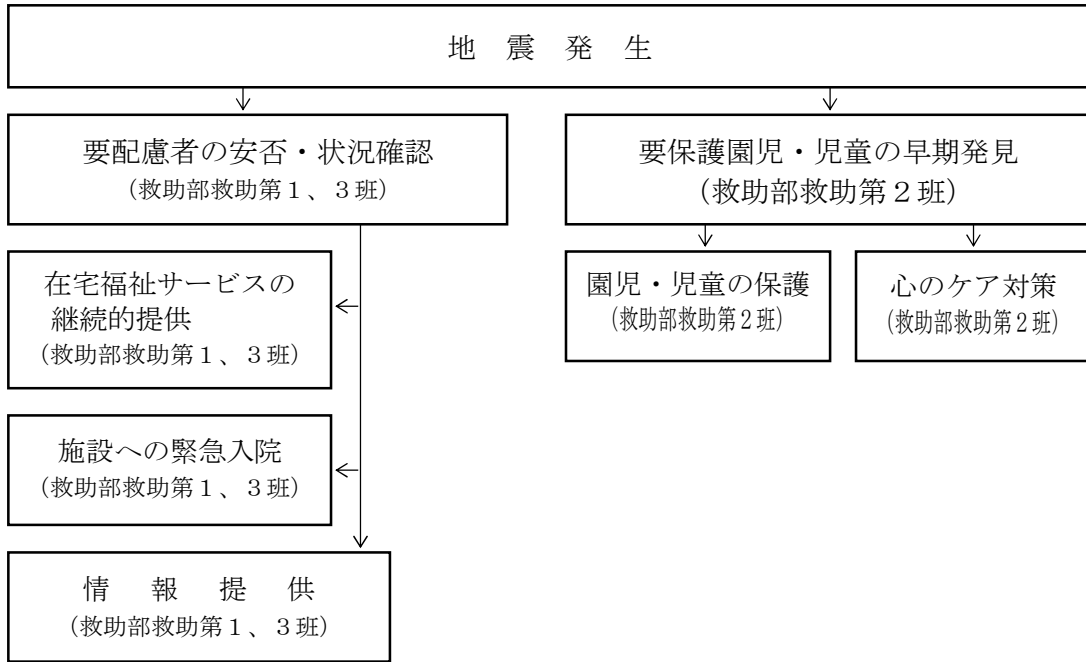 地　震　発　生
要配慮者の安否・状況確認
（救助部救助第１、３班）
要保護園児・児童の早期発見
（救助部救助第２班）
在宅福祉サービスの
継続的提供
（救助部救助第１、３班）
園児・児童の保護
（救助部救助第２班）
心のケア対策
（救助部救助第２班）
施設への緊急入院
（救助部救助第１、３班）
情　報　提　供
（救助部救助第１、３班）